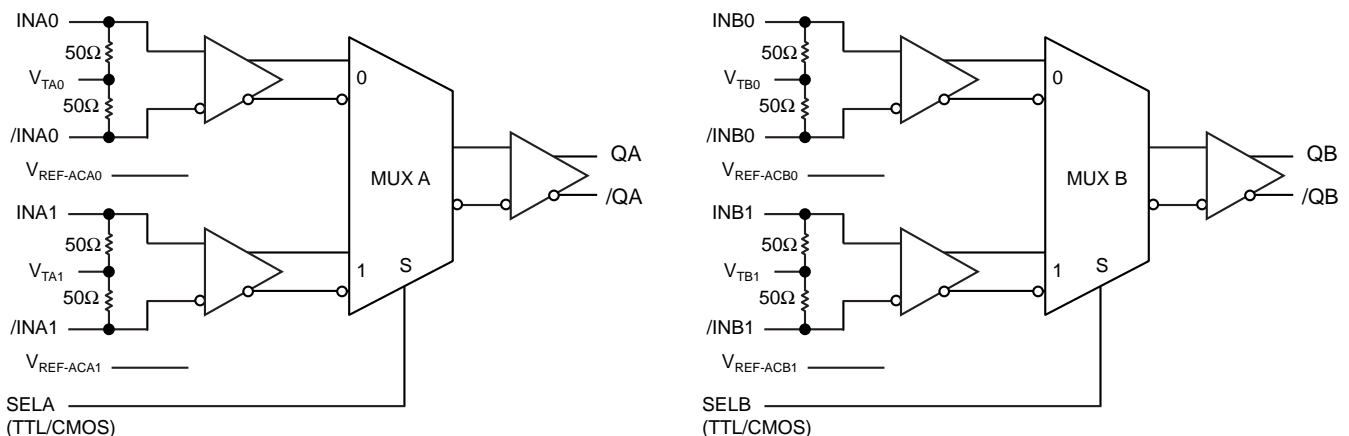 INA0
50Ω
VTA0
50Ω
/INA0
VREF-ACA0
INA1
50Ω
VTA1
50Ω
/INA1
VREF-ACA1
SELA
(TTL/CMOS)
0
MUX A
1
S
QA
/QA
INB0
50Ω
VTB0
50Ω
/INB0
VREF-ACB0
INB1
50Ω
VTB1
50Ω
/INB1
VREF-ACB1
SELB
(TTL/CMOS)
0
MUX B
1
S
QB
/QB